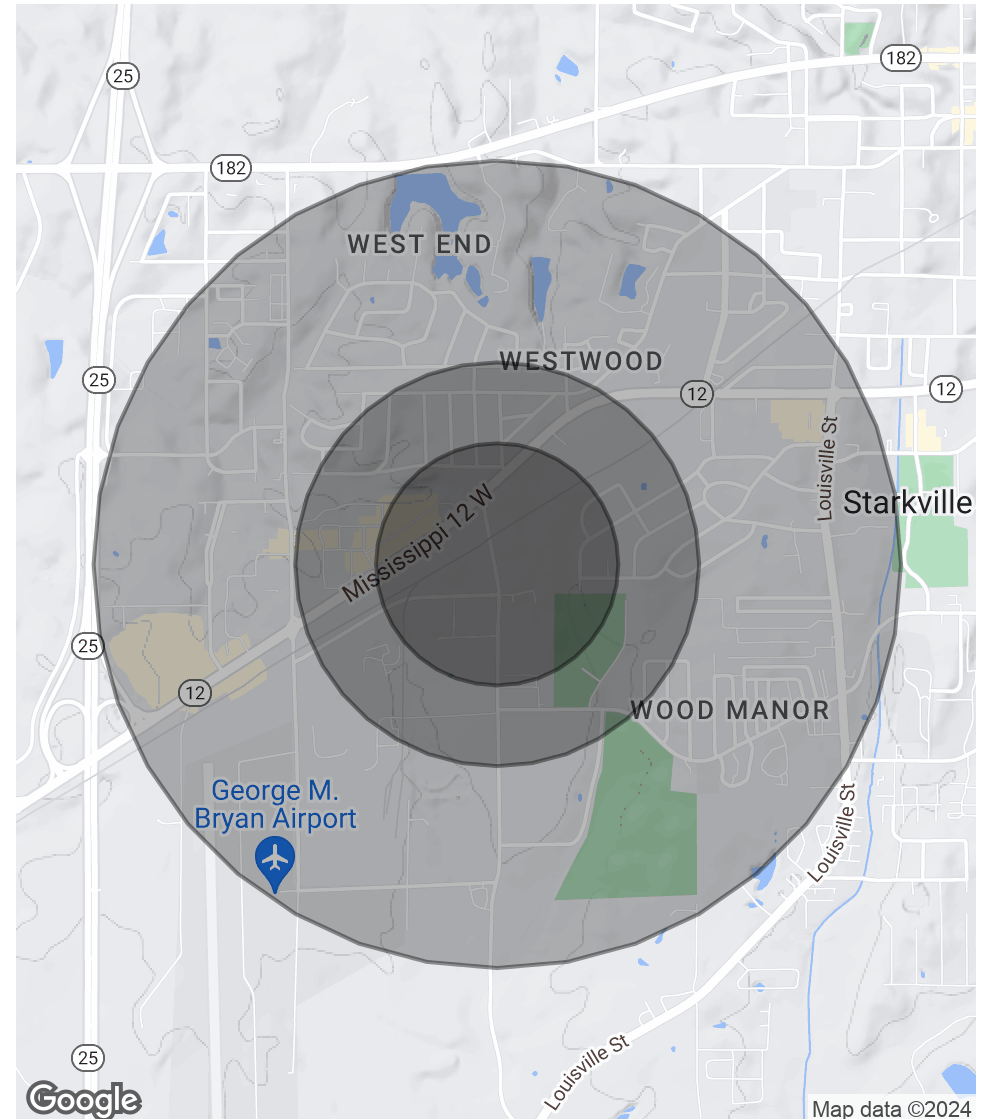 25
182
182
WEST END
WESTWOOD
25
12
12
Louisville St
Starkville
Mississippi 12 W
25
12
WOOD MANOR
George M.
Bryan Airport
Louisville St
Louisville St
25
Google
Map data ©2024